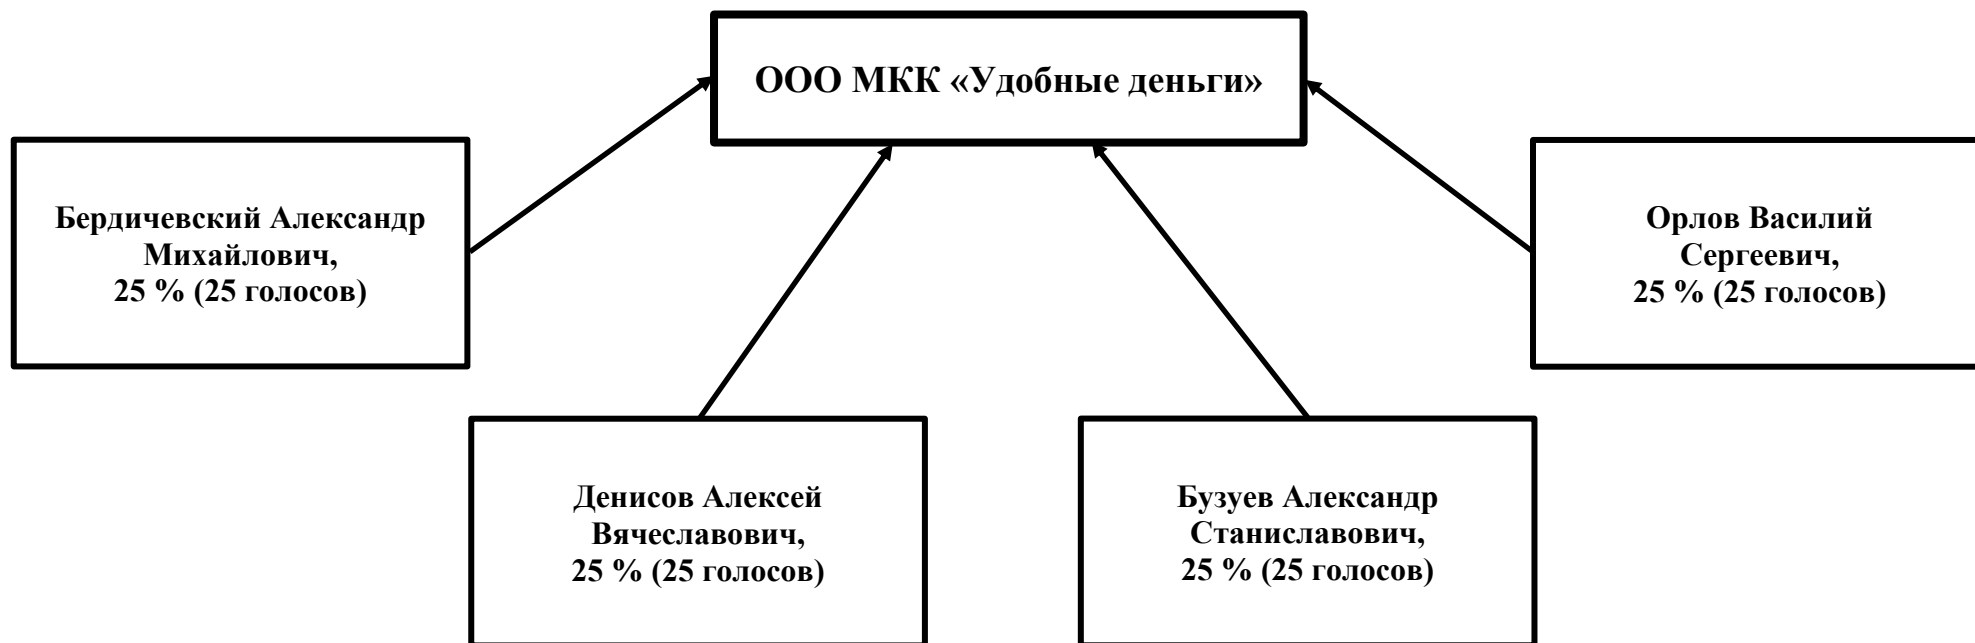 ООО МКК «Удобные деньги»
Бердичевский Александр
Михайлович,
25 % (25 голосов)
Орлов Василий
Сергеевич,
25 % (25 голосов)
Денисов Алексей
Вячеславович,
25 % (25 голосов)
Бузуев Александр
Станиславович,
25 % (25 голосов)